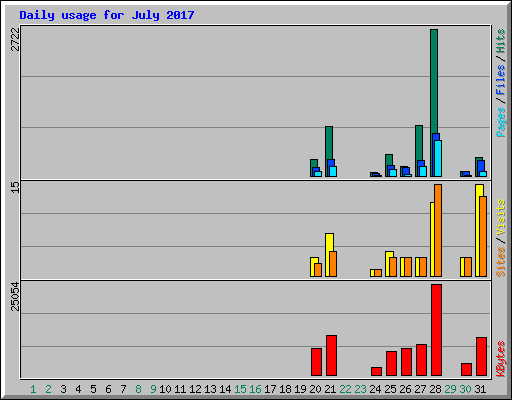 Daily usage for July 2017
2722
Pages / Files / Hits
15
Sites / Visits
25054
KBytes
1 2 3 4 5 6 7 8 9 10 11 12 13 14 15 16 17 18 19 20 21 22 23 24 25 26 27 28 29 30 31